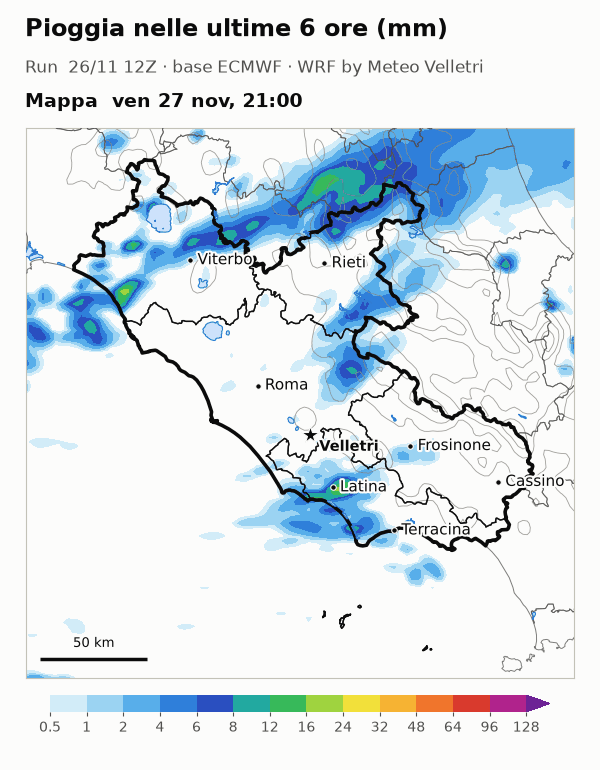 Pioggia nelle ultime 6 ore (mm)
Run  26/11 12Z · base ECMWF · WRF by Meteo Velletri
Mappa  ven 27 nov, 21:00
Viterbo
Rieti
Roma
Velletri
Frosinone
Cassino
Latina
Terracina
50 km
0.5 1 2 4 6 8 12 16 24 32 48 64 96 128